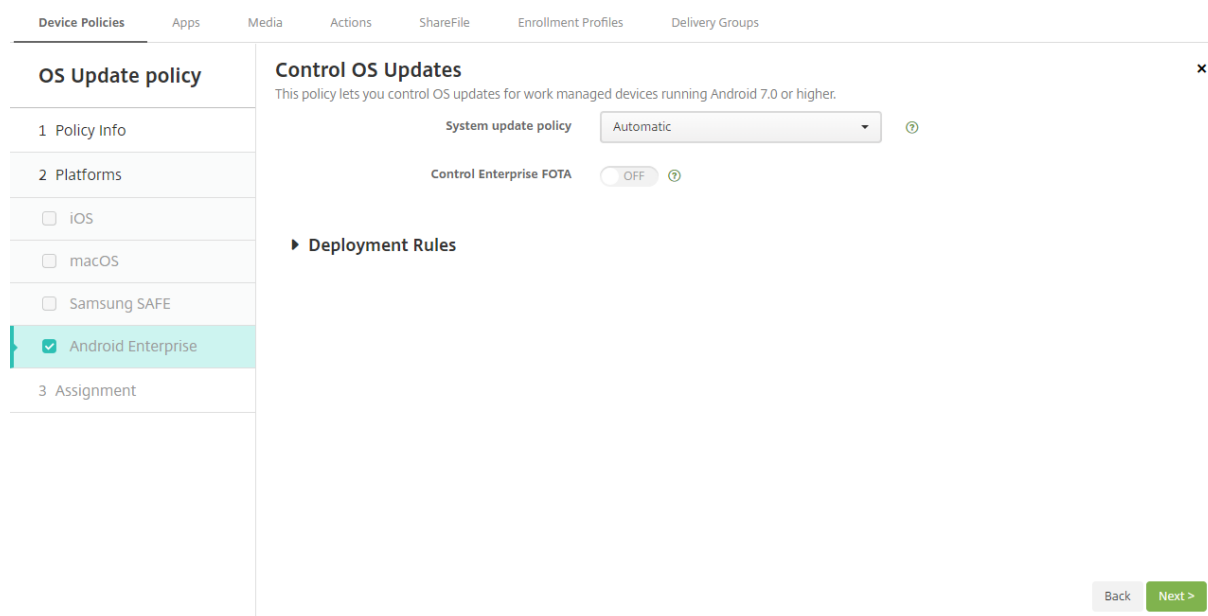 Device Policies Apps Media Actions ShareFile Enrollment Profiles Delivery Groups
OS Update policy
1 Policy Info
2 Platforms
iOS
macOS
Samsung SAFE
Android Enterprise
3 Assignment
Control OS Updates
This policy lets you control OS updates for work managed devices running Android 7.0 or higher.
System update policy Automatic ?
Control Enterprise FOTA OFF ?
Deployment Rules
Back Next >